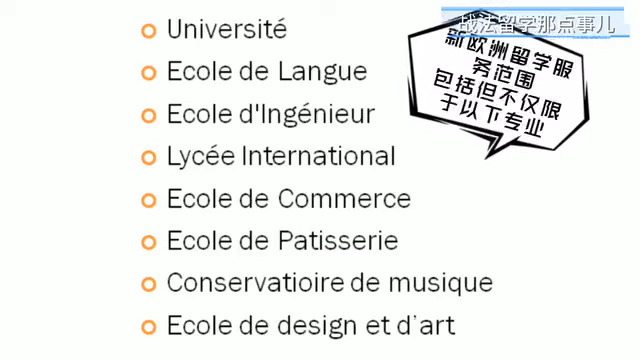 战法留学那点事儿
Université
Ecole de Langue
Ecole d'Ingénieur
Lycée International
Ecole de Commerce
Ecole de Patisserie
Conservatioire de musique
Ecole de design et d'art
新欧洲留学服
务范围
包括但不仅限
于以下专业